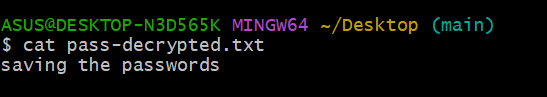 ASUS@DESKTOP-N3D565K MINGW64 ~/Desktop (main)
$ cat pass-decrypted.txt
saving the passwords